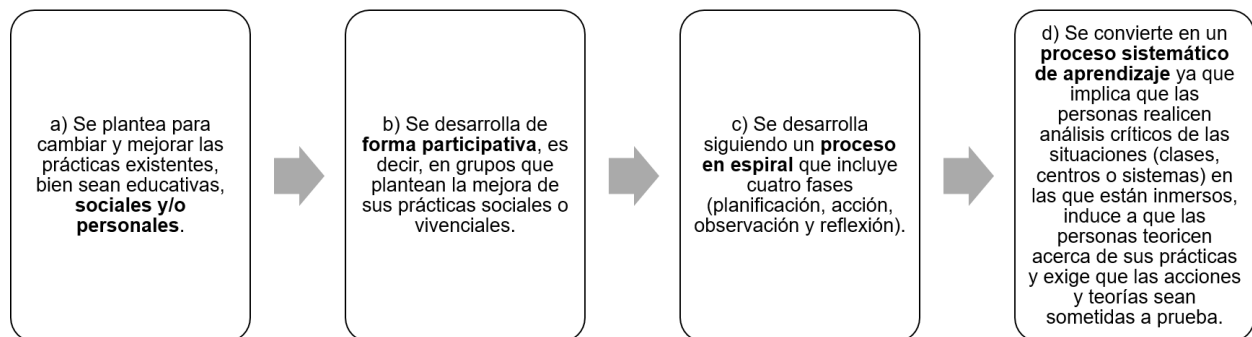 a) Se plantea para
cambiar y mejorar las
prácticas existentes,
bien sean educativas,
sociales y/o
personales.
b) Se desarrolla de
forma participativa, es
decir, en grupos que
plantean la mejora de
sus prácticas sociales o
vivenciales.
c) Se desarrolla
siguiendo un proceso
en espiral que incluye
cuatro fases
(planificación, acción,
observación y reflexión).
d) Se convierte en un
proceso sistemático
de aprendizaje ya que
implica que las
personas realicen
análisis críticos de las
situaciones (clases,
centros o sistemas) en
las que están inmersos,
induce a que las
personas teoricen
acerca de sus prácticas
y exige que las acciones
y teorías sean
sometidas a prueba.